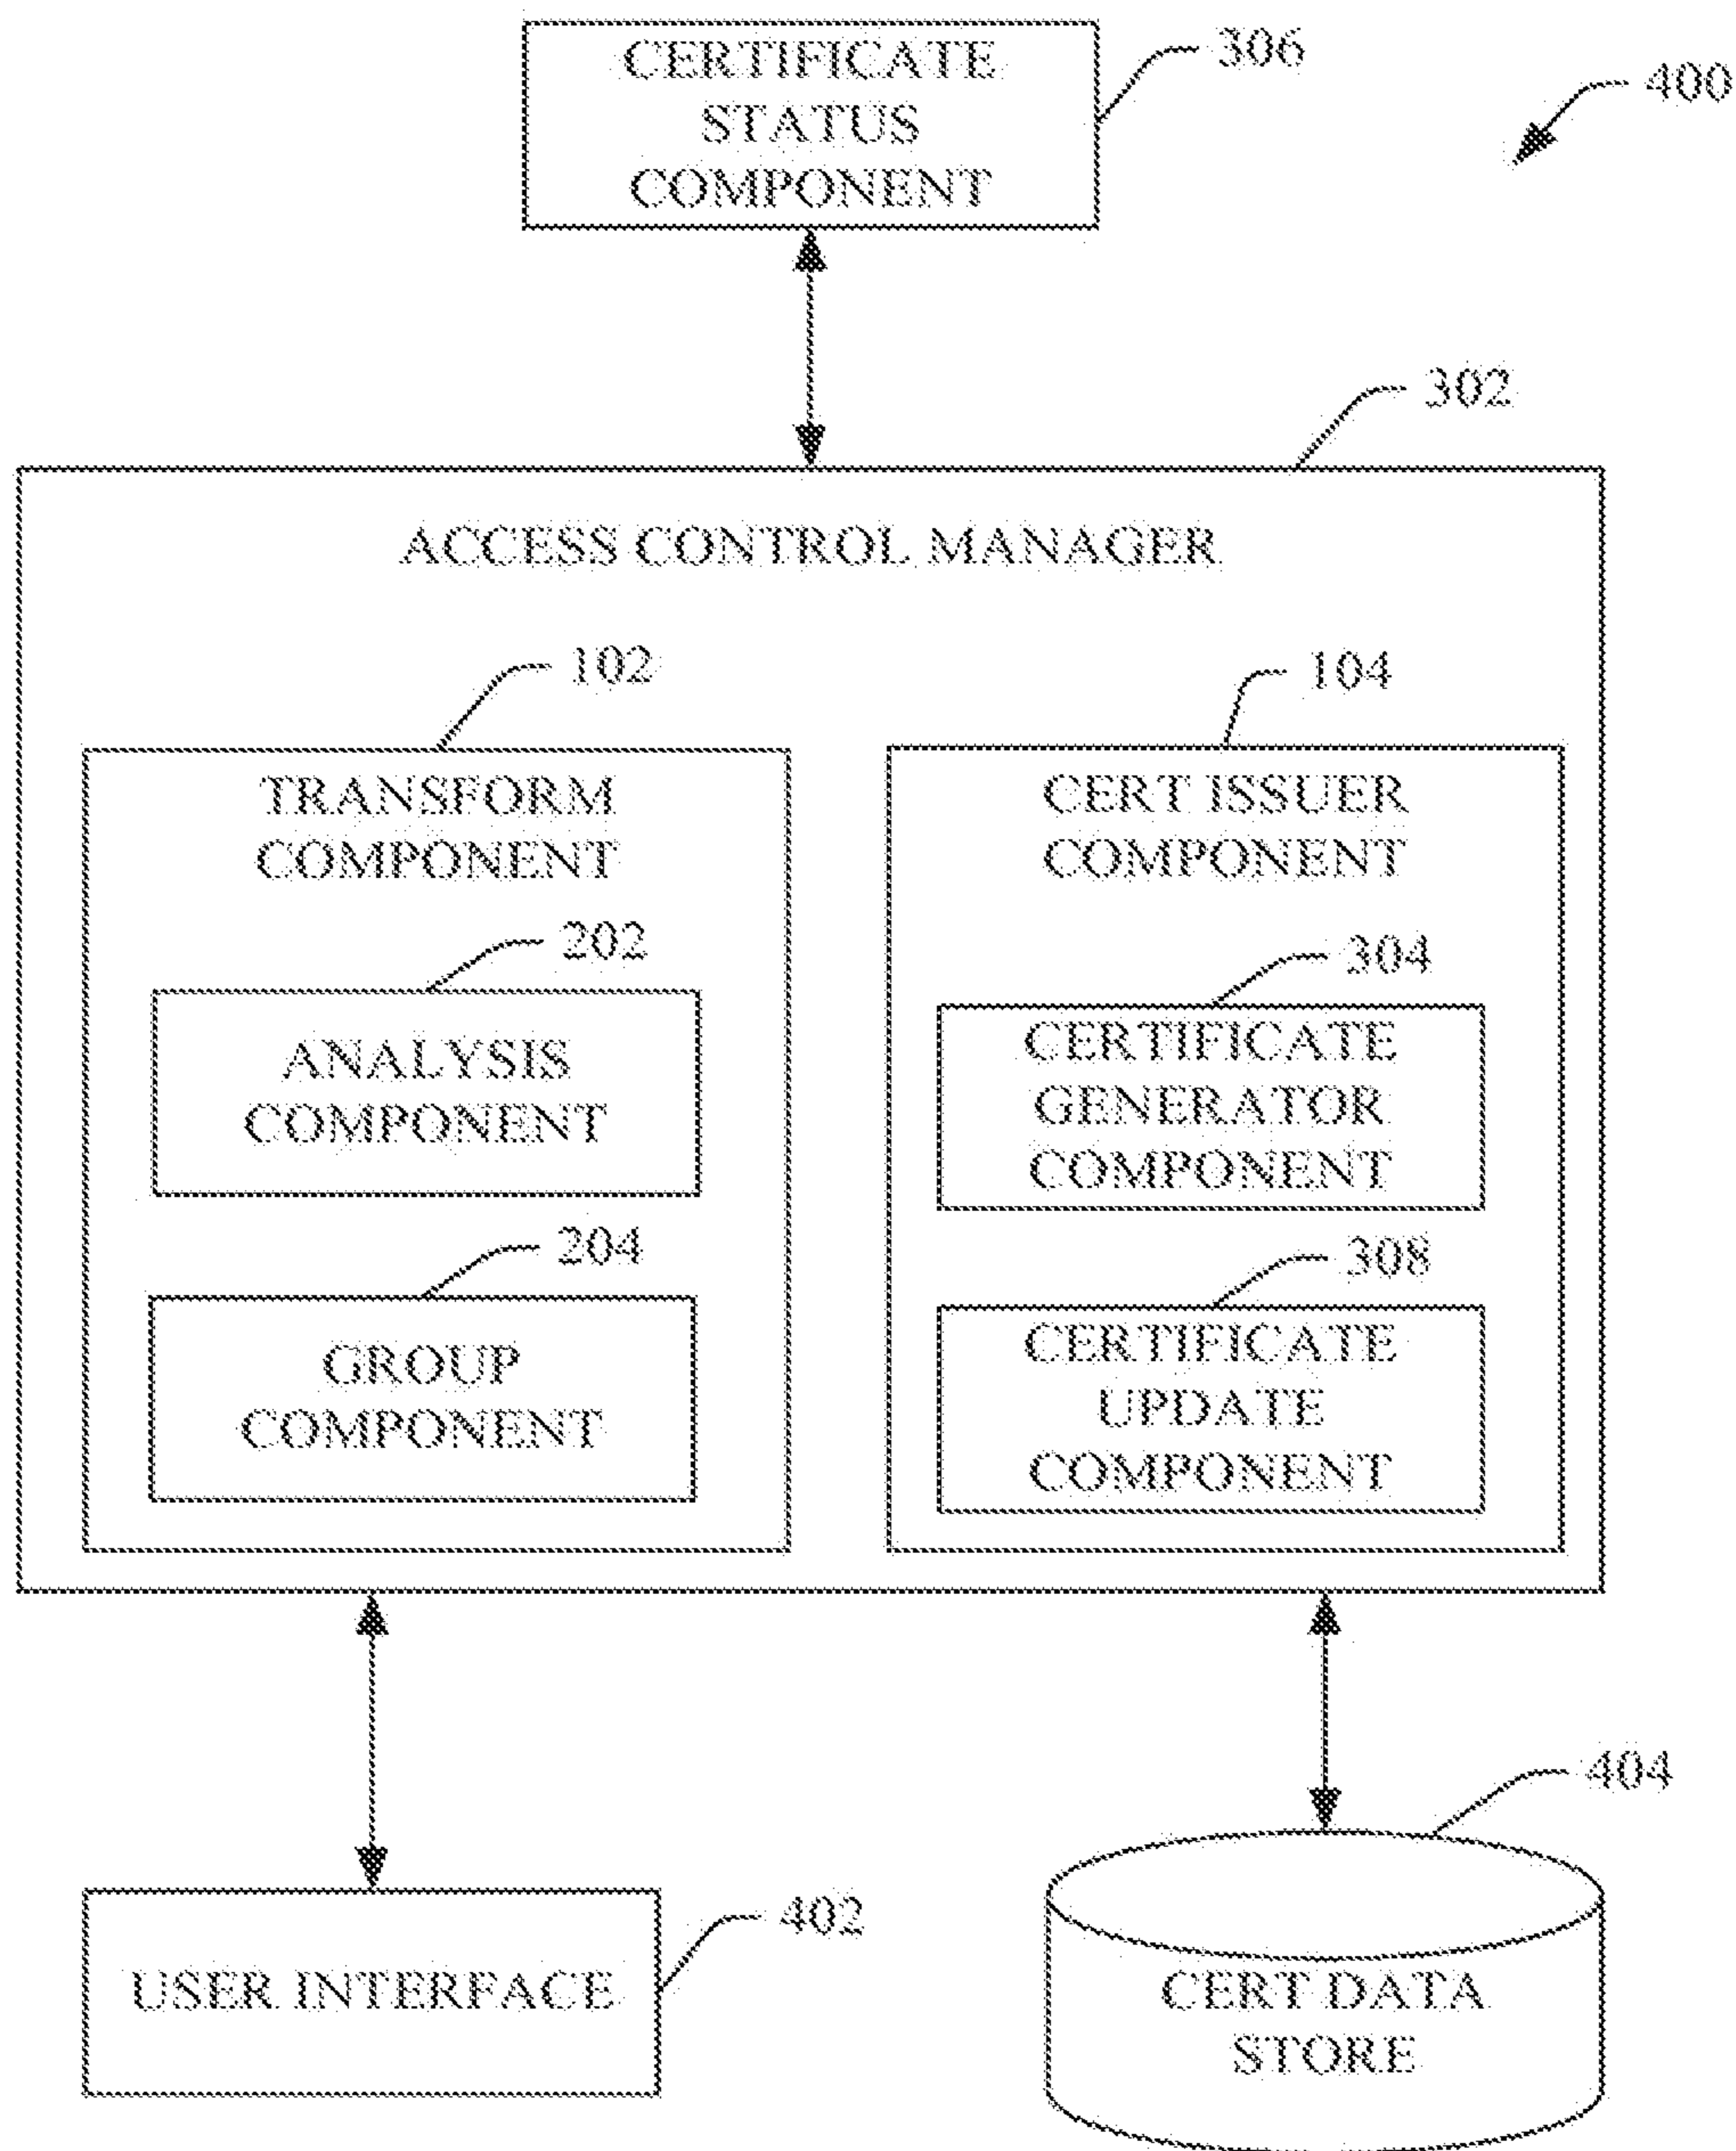 CERTIFICATE
STATUS
COMPONENT
306
400
302
ACCESS CONTROL MANAGER
102
104
TRANSFORM
COMPONENT
CERT ISSUER
COMPONENT
202
304
ANALYSIS
COMPONENT
CERTIFICATE
GENERATOR
COMPONENT
204
308
GROUP
COMPONENT
CERTIFICATE
UPDATE
COMPONENT
404
402
USER INTERFACE
CERT DATA
STORE